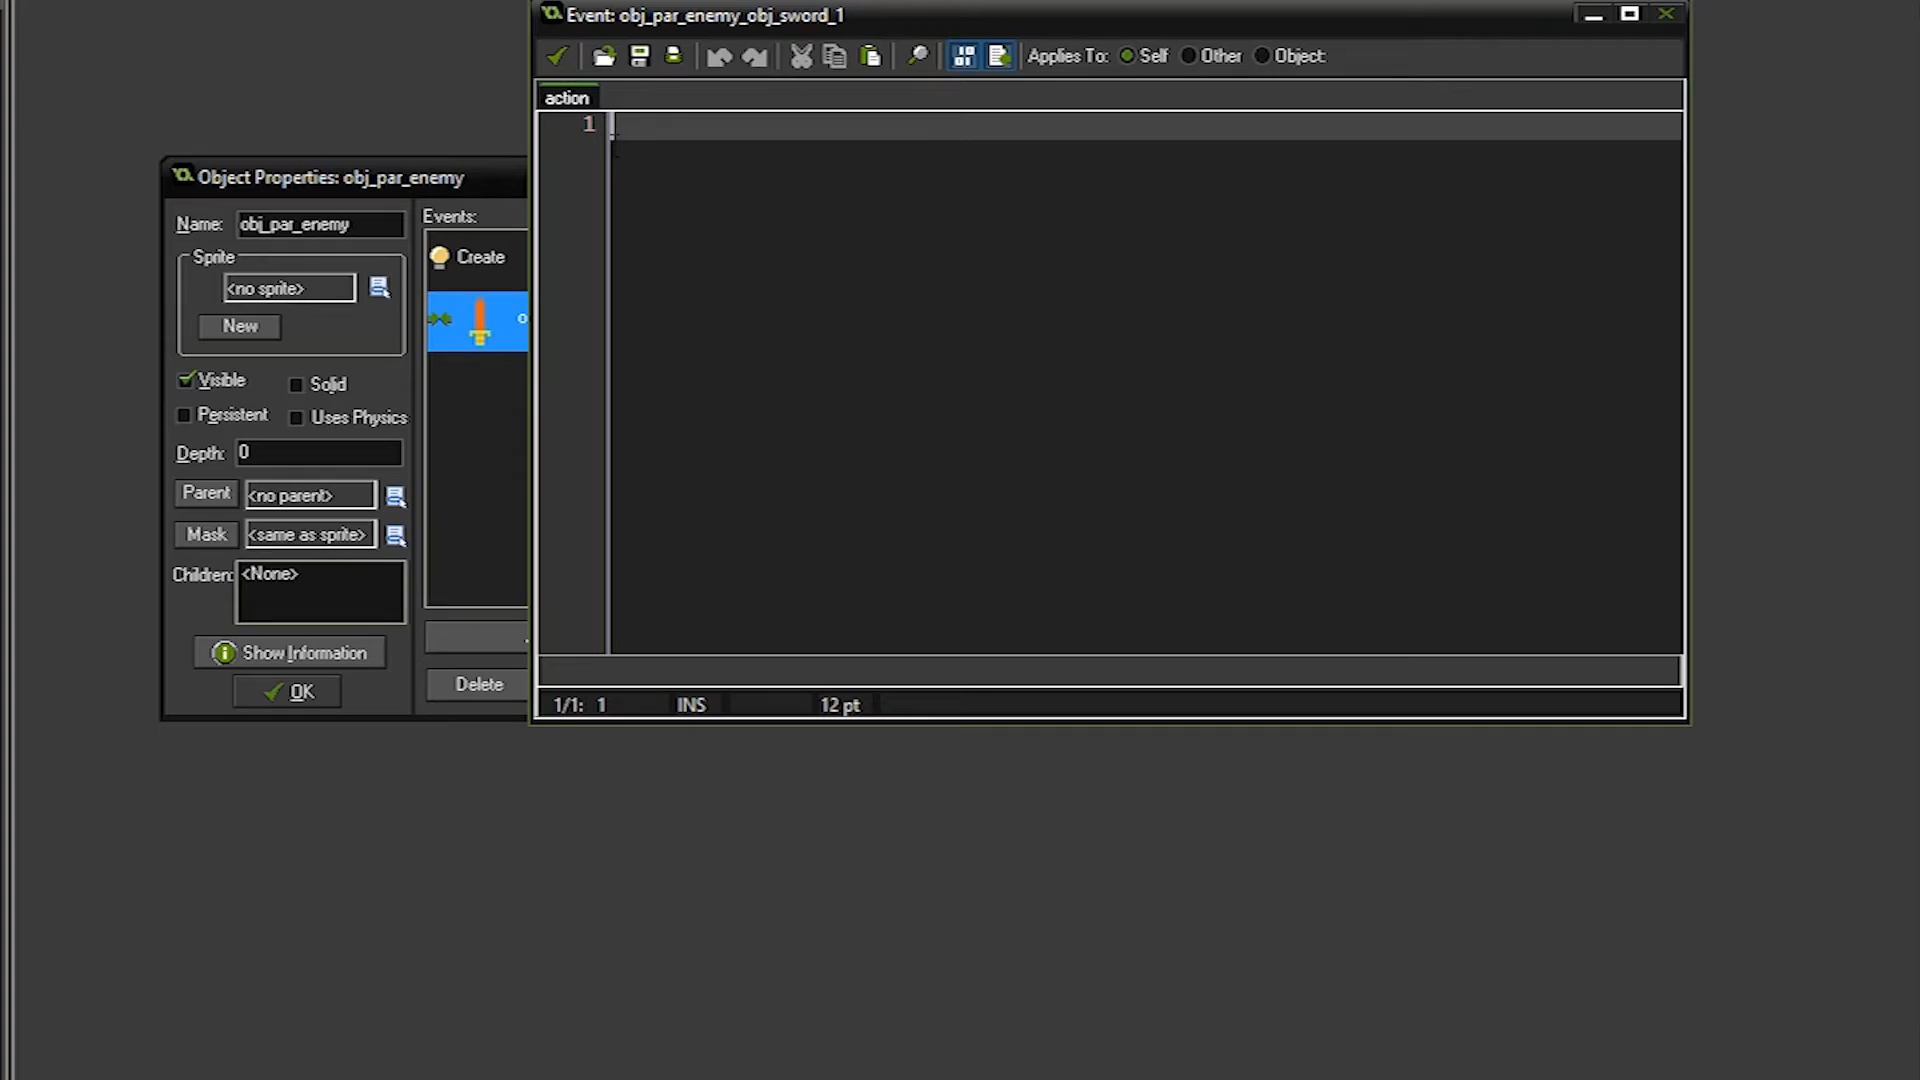 Event: obj_par_enemy_obj_sword_1
Applies To: Self Other Object:
action
1
Object Properties: obj_par_enemy
Name: obj_par_enemy
Sprite
<no sprite>
New
Visible
Solid
Persistent
Uses Physics
Depth: 0
Parent <no parent>
Mask <same as sprite>
Children: <None>
Show Information
OK
Events:
Create
o
Delete
1/1: 1 INS 12 pt